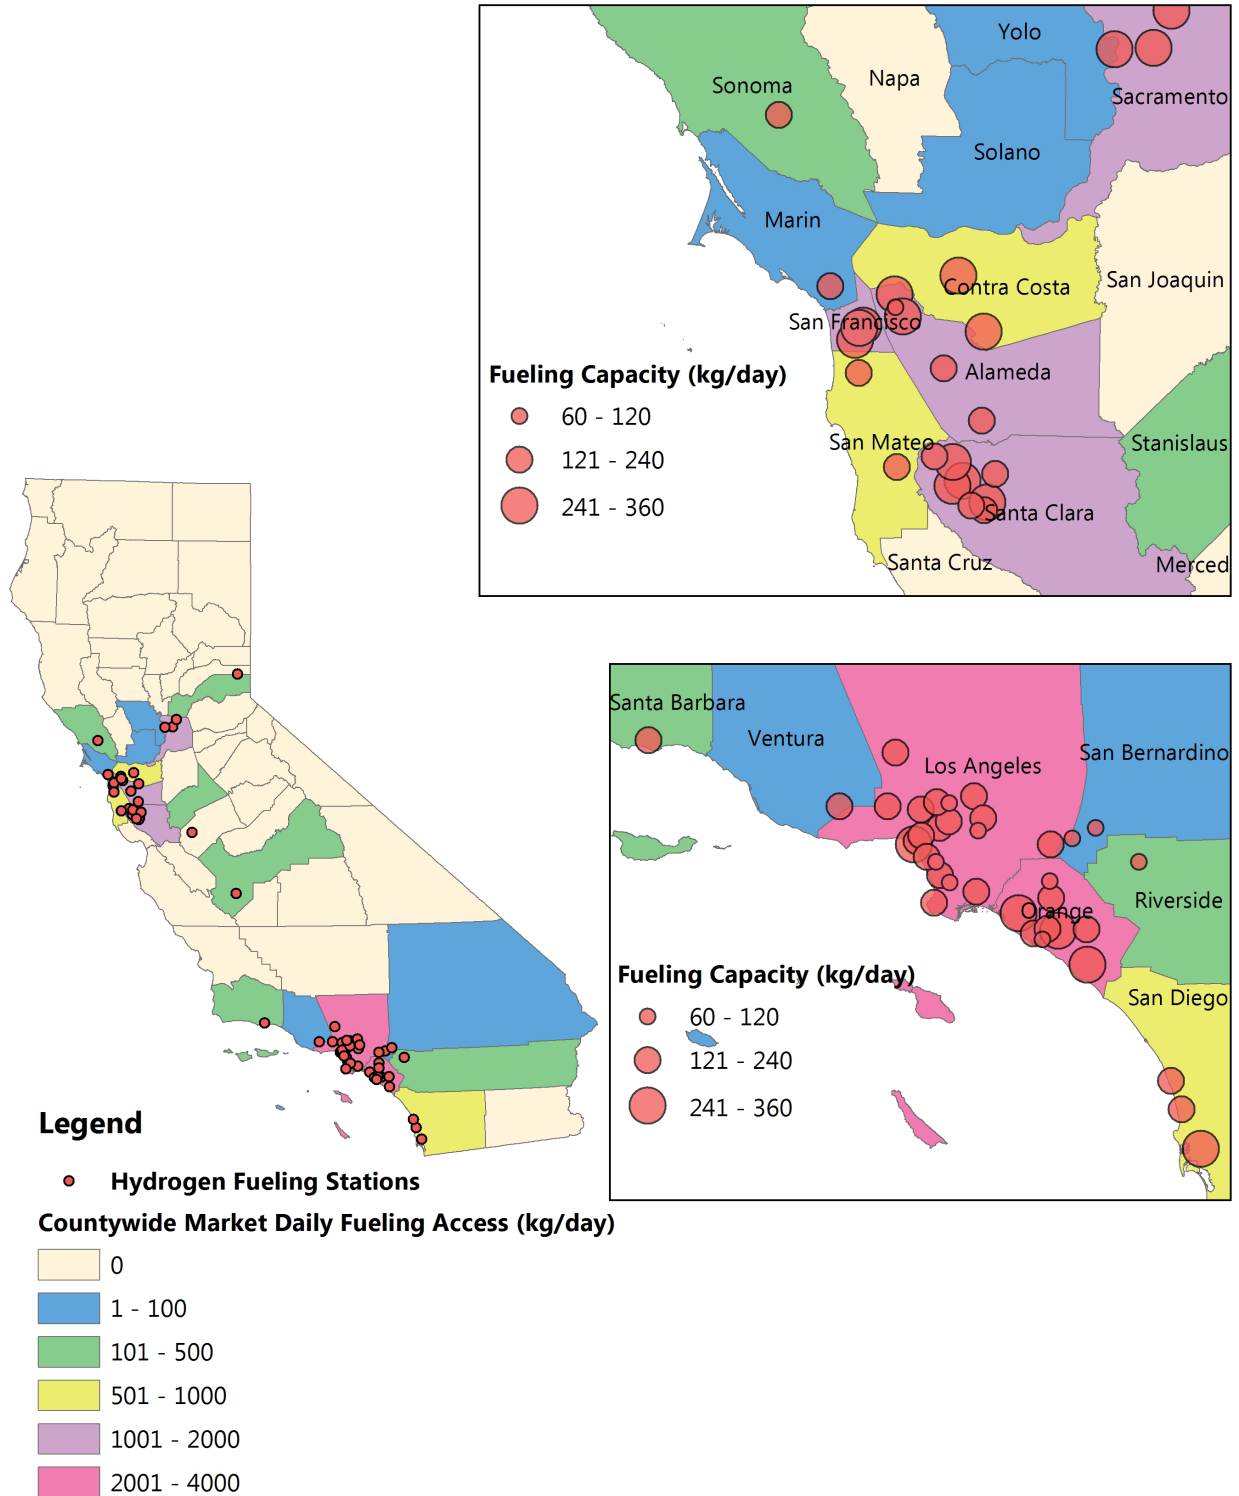 Yolo
Napa
Sonoma
Sacramento
Solano
Marin
San Joaquin
Contra Costa
San Francisco
Alameda
Fueling Capacity (kg/day)
60 - 120
121 - 240
241 - 360
San Mateo
Stanislaus
Santa Clara
Santa Cruz
Merced
Santa Barbara
Ventura
San Bernardino
Los Angeles
Riverside
Orange
San Diego
Fueling Capacity (kg/day)
60 - 120
121 - 240
241 - 360
Legend
Hydrogen Fueling Stations
Countywide Market Daily Fueling Access (kg/day)
0
1 - 100
101 - 500
501 - 1000
1001 - 2000
2001 - 4000